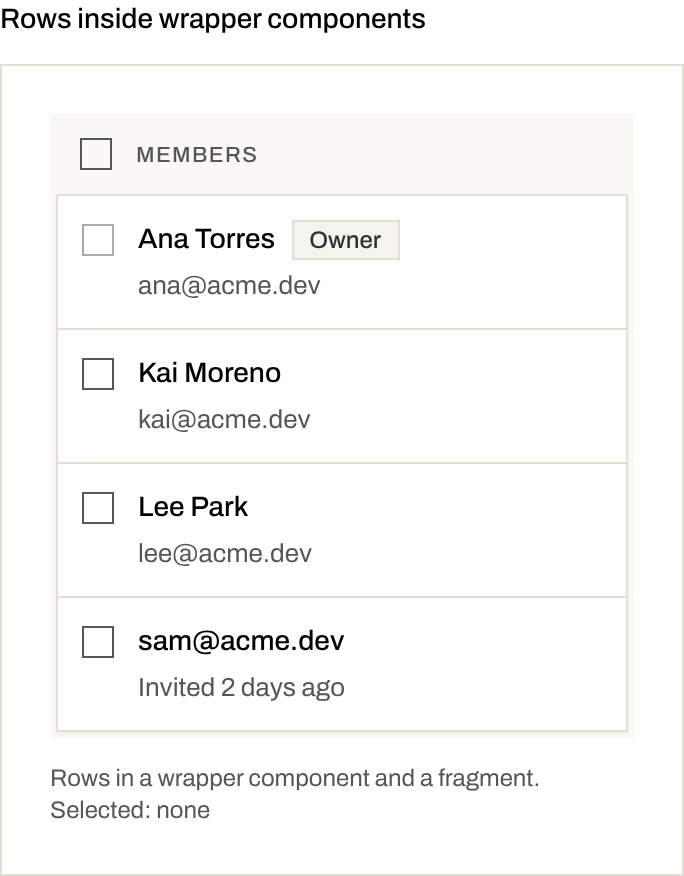 Rows inside wrapper components
MEMBERS
Ana Torres Owner
ana@acme.dev
Kai Moreno
kai@acme.dev
Lee Park
lee@acme.dev
sam@acme.dev
Invited 2 days ago
Rows in a wrapper component and a fragment.
Selected: none